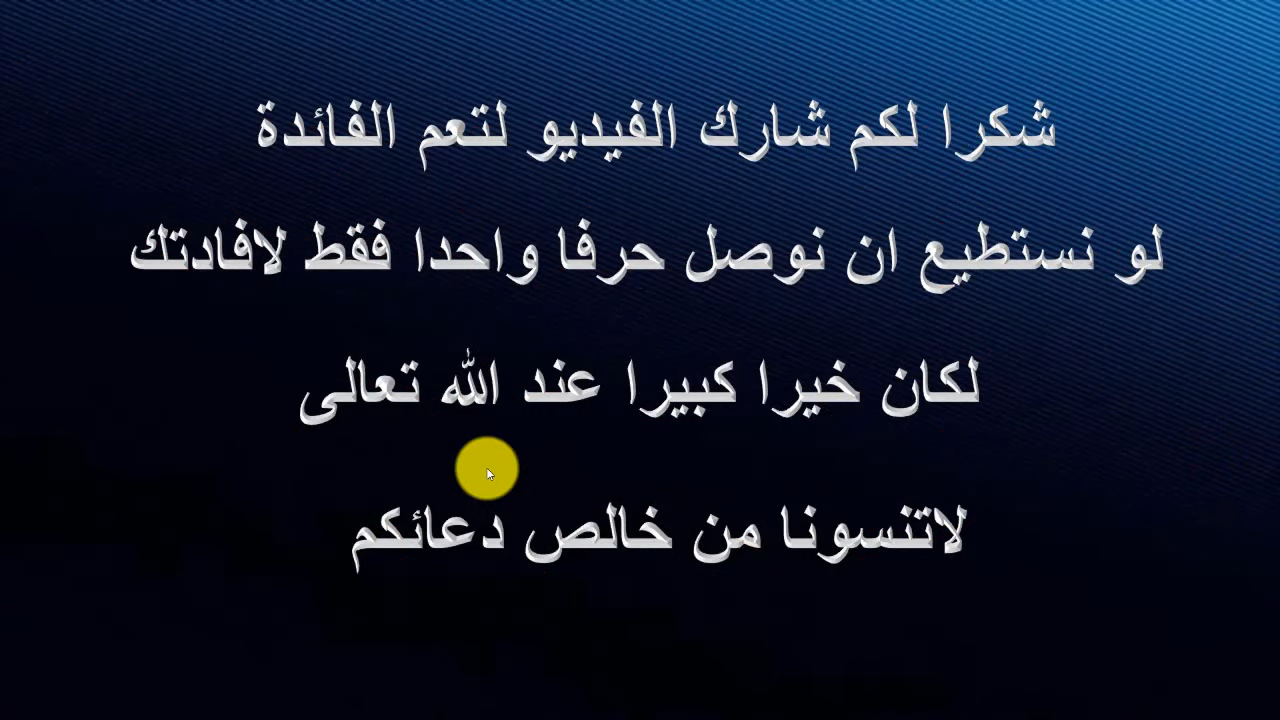 شكرا لكم شارك الفيديو لتعم الفائدة
لو نستطيع ان نوصل حرفا واحدا فقط لافادتك
لكان خيرا كبيرا عند الله تعالى
لاتنسونا من خالص دعائكم